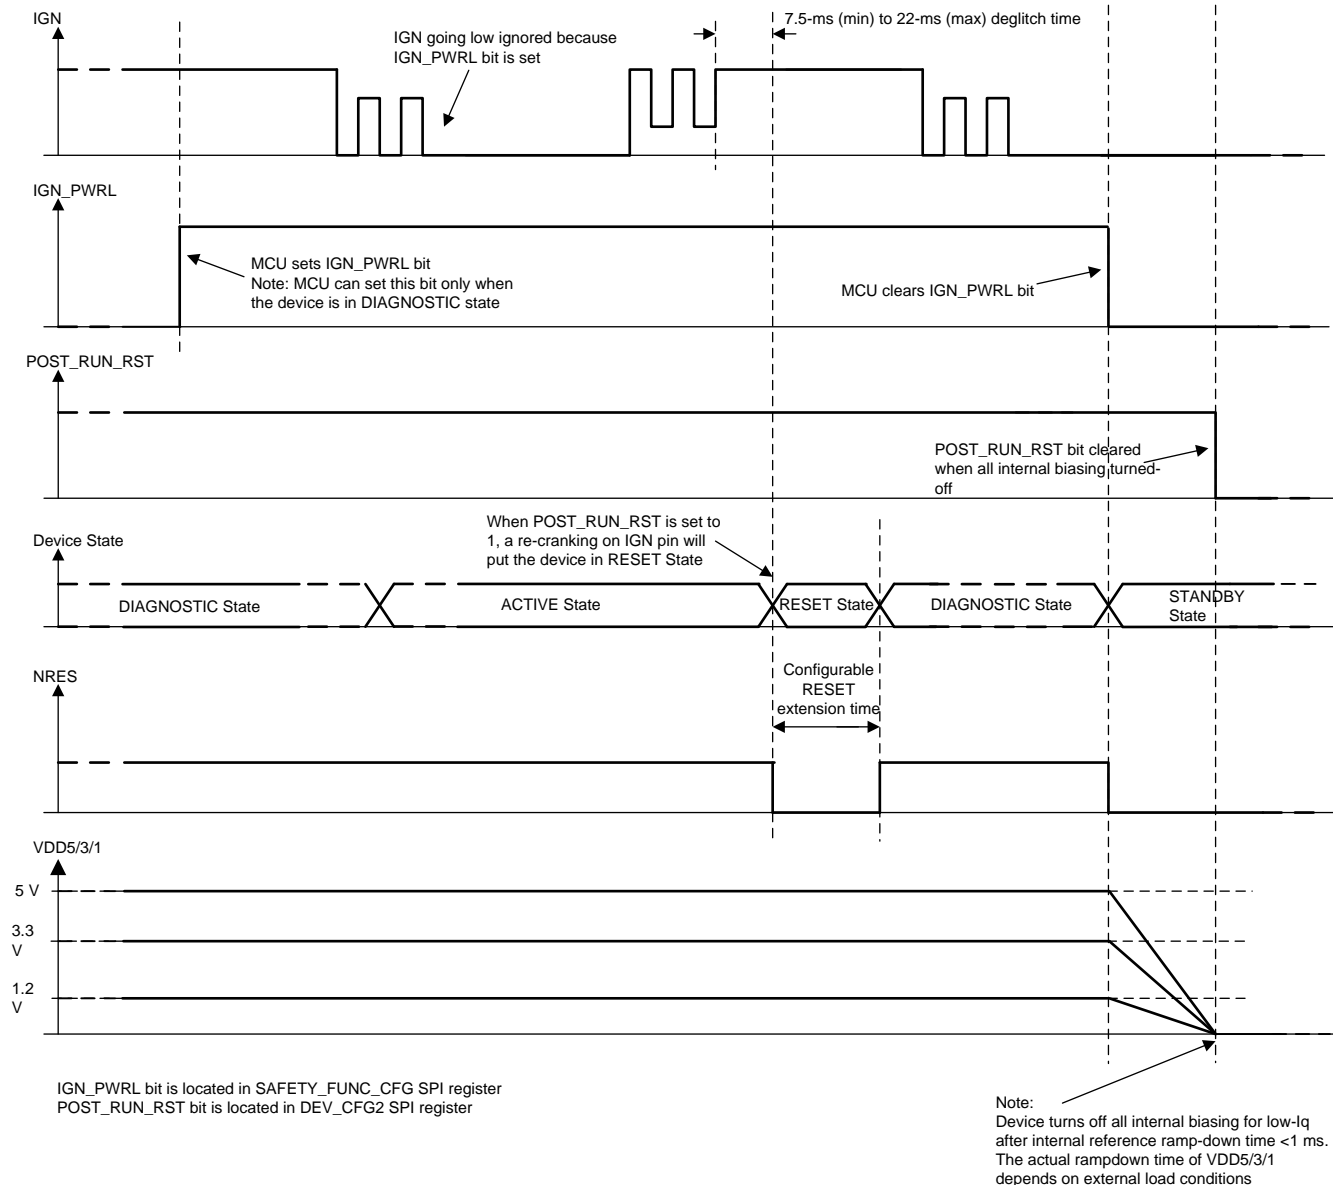 IGN
7.5-ms (min) to 22-ms (max) deglitch time
IGN going low ignored because
IGN_PWRL bit is set
IGN_PWRL
MCU sets IGN_PWRL bit
Note: MCU can set this bit only when
the device is in DIAGNOSTIC state
MCU clears IGN_PWRL bit
POST_RUN_RST
POST_RUN_RST bit cleared
when all internal biasing turned-
off
When POST_RUN_RST is set to
1, a re-cranking on IGN pin will
put the device in RESET State
Device State
DIAGNOSTIC State
ACTIVE State
RESET State
DIAGNOSTIC State
STANDBY
State
NRES
Configurable
RESET
extension time
VDD5/3/1
5 V
3.3
V
1.2
V
IGN_PWRL bit is located in SAFETY_FUNC_CFG SPI register
POST_RUN_RST bit is located in DEV_CFG2 SPI register
Note:
Device turns off all internal biasing for low-Iq
after internal reference ramp-down time <1 ms.
The actual rampdown time of VDD5/3/1
depends on external load conditions